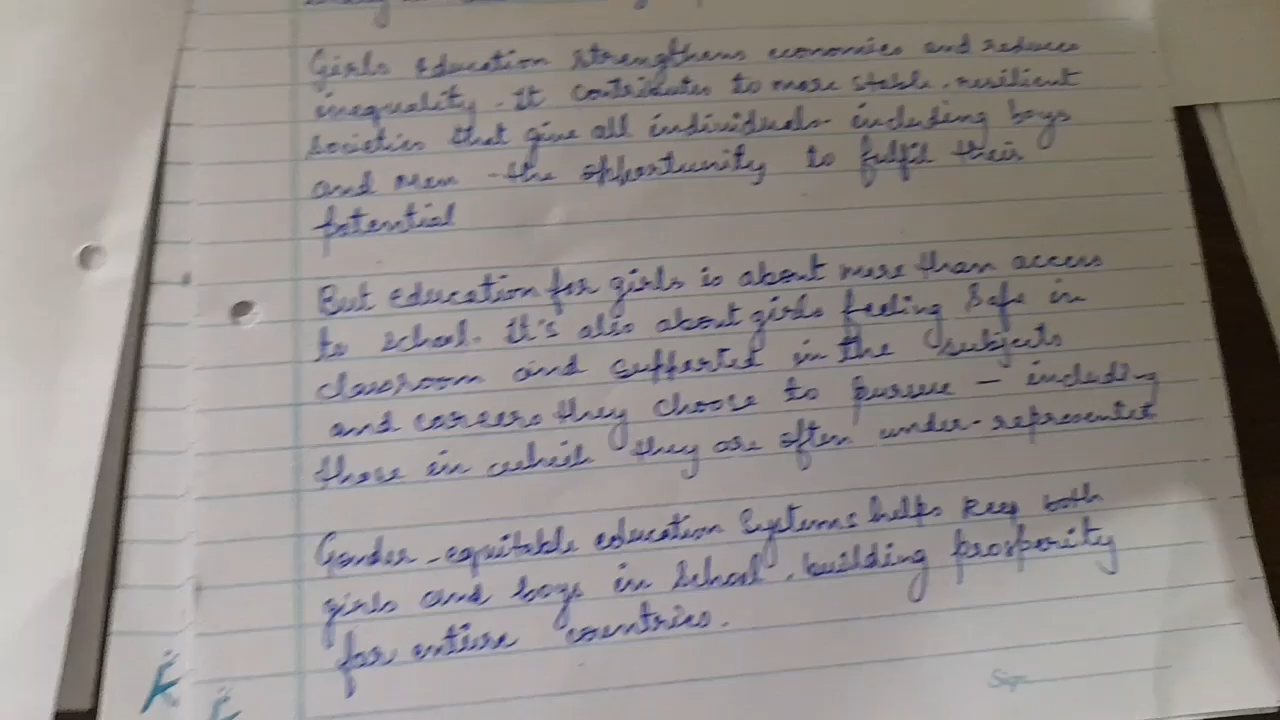 Girls education strengthens economies and reduces
inequality. It contributes to more stable, resilient
societies that give all individuals - including boys
and men - the opportunity to fulfil their
potential
But education for girls is about more than access
to school. It's also about girls feeling safe in
classroom and supported in the subjects
and careers they choose to pursue - including
those in which they are often under-represented
Gender-equitable education systems helps keep both
girls and boys in school, building prosperity
for entire countries.